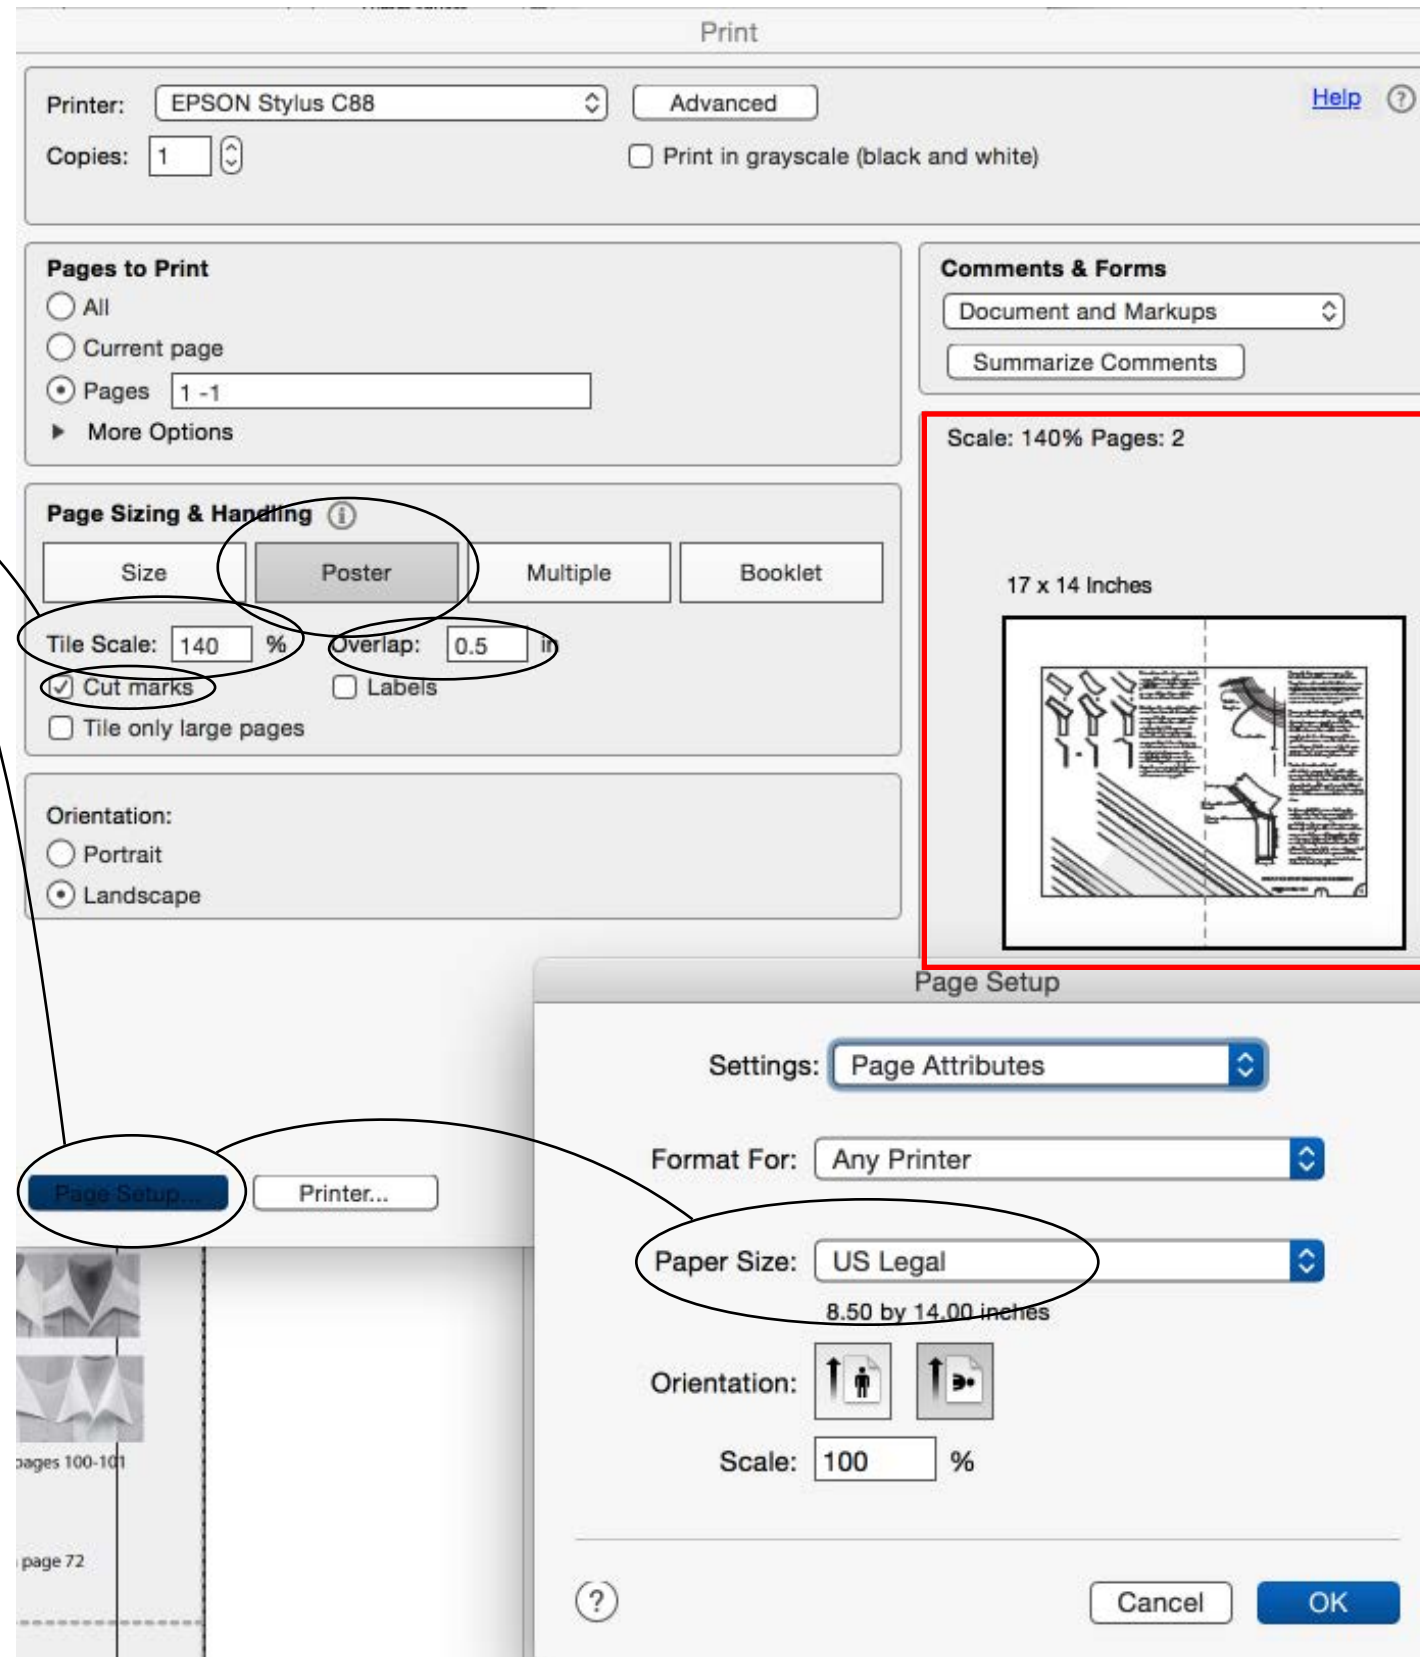 Print
Printer: EPSON Stylus C88 Advanced Help ?
Copies: 1 Print in grayscale (black and white)
Pages to Print
All
Current page
Pages 1 -1
More Options
Comments & Forms
Document and Markups
Summarize Comments
Scale: 140% Pages: 2
17 x 14 Inches
Page Sizing & Handling i
Size Poster Multiple Booklet
Tile Scale: 140 % Overlap: 0.5 in
Cut marks Labels
Tile only large pages
Orientation:
Portrait
Landscape
Page Setup... Printer...
Page Setup
Settings: Page Attributes
Format For: Any Printer
Paper Size: US Legal
8.50 by 14.00 inches
Orientation:
Scale: 100 %
? Cancel OK
pages 100-101
page 72